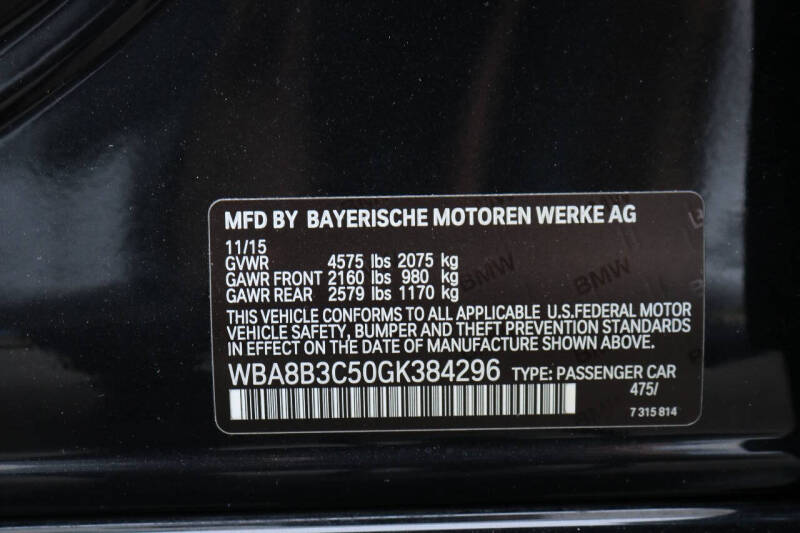 MFD BY BAYERISCHE MOTOREN WERKE AG
11/15
GVWR 4575 lbs 2075 kg
GAWR FRONT 2160 lbs 980 kg
GAWR REAR 2579 lbs 1170 kg
THIS VEHICLE CONFORMS TO ALL APPLICABLE U.S.FEDERAL MOTOR
VEHICLE SAFETY, BUMPER AND THEFT PREVENTION STANDARDS
IN EFFECT ON THE DATE OF MANUFACTURE SHOWN ABOVE.
WBA8B3C50GK384296 TYPE: PASSENGER CAR
475/
7 315 814
BMW
BMW